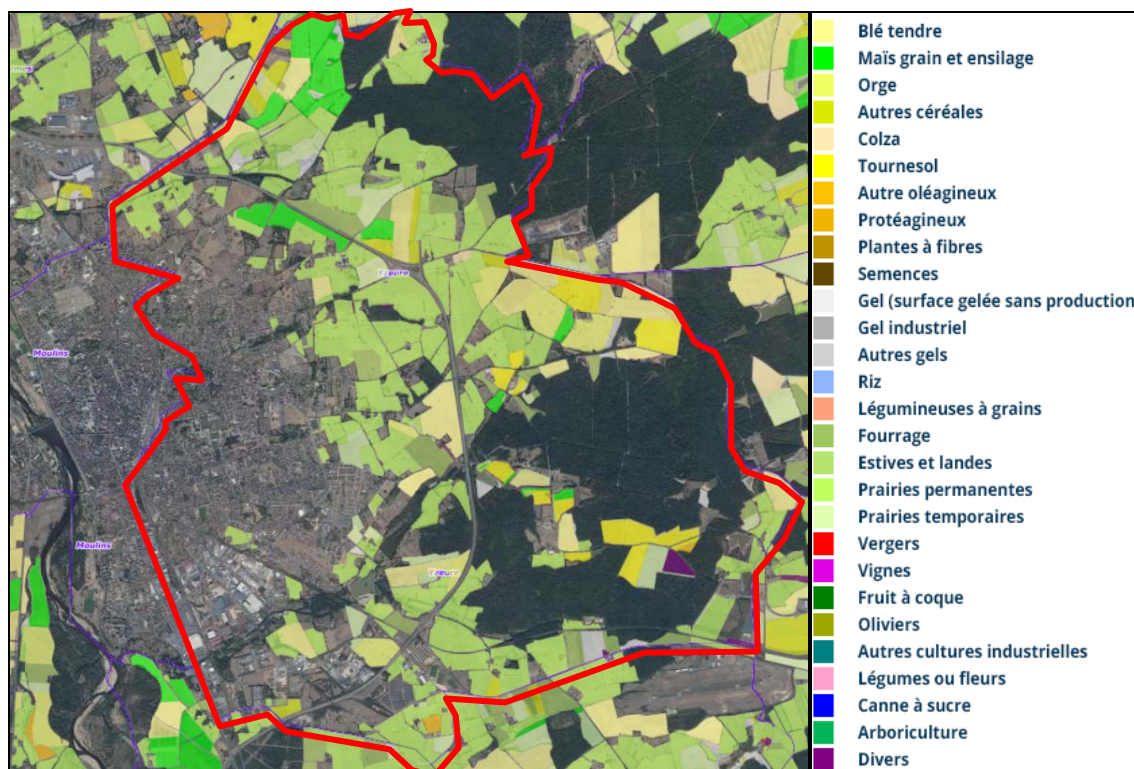 Yzeure
Moulins
Moulins
Yzeure
Blé tendre
Maïs grain et ensilage
Orge
Autres céréales
Colza
Tournesol
Autre oléagineux
Protéagineux
Plantes à fibres
Semences
Gel (surface gelée sans production
Gel industriel
Autres gels
Riz
Légumineuses à grains
Fourrage
Estives et landes
Prairies permanentes
Prairies temporaires
Vergers
Vignes
Fruit à coque
Oliviers
Autres cultures industrielles
Légumes ou fleurs
Canne à sucre
Arboriculture
Divers